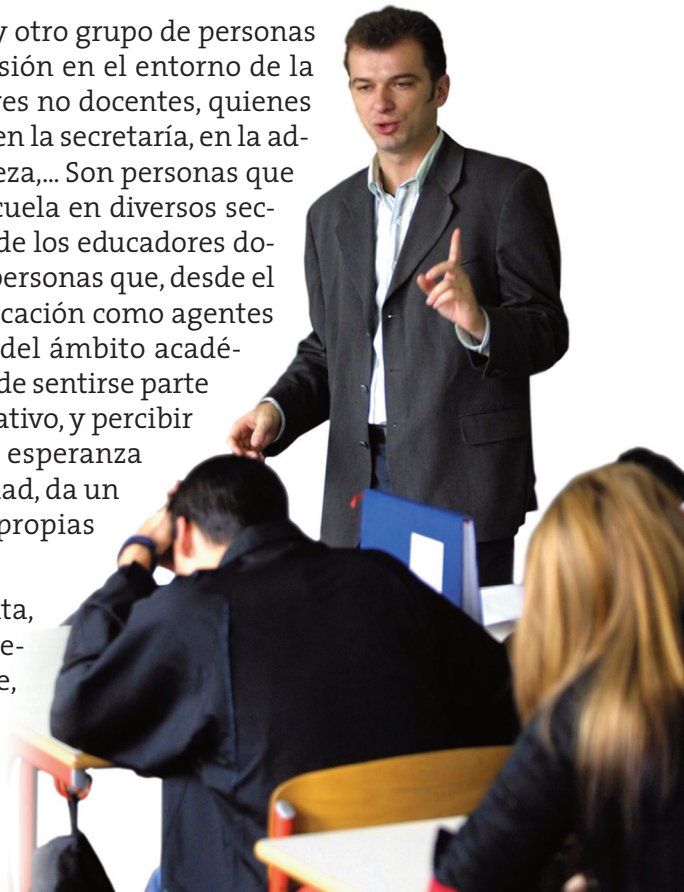 y otro grupo de personas
sión en el entorno de la
res no docentes, quienes
en la secretaría, en la ad-
eza,... Son personas que
cuela en diversos sec-
de los educadores do-
personas que, desde el
cación como agentes
del ámbito acadé-
de sentirse parte
ativo, y percibir
esperanza
dad, da un
propias
ta,
e-
e,